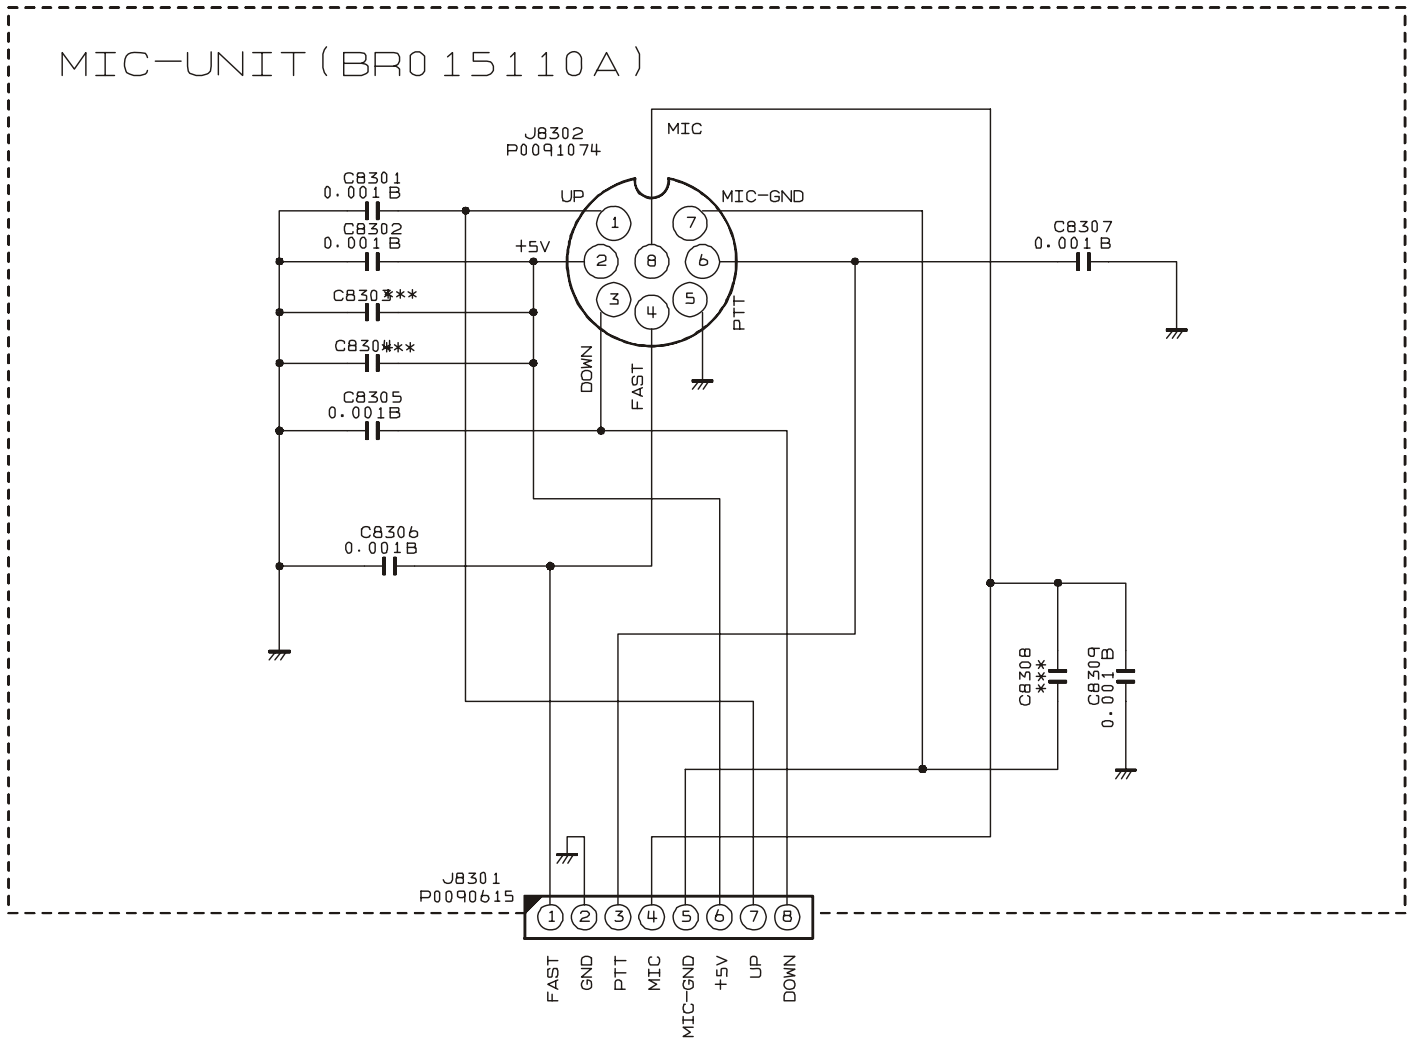 MIC-UNIT(BR015110A)
MIC
J8302
P0091074
C8301
0.001 B
UP
MIC-GND
C8302
0.001 B
+5V
C8307
0.001 B
1
7
2
8
6
3
5
4
C8303***
PTT
C8304***
DOWN
FAST
C8305
0.001B
C8306
0.001B
C8308
***
C8309
0.001 B
J8301
P0090615
1 2 3 4 5 6 7 8
FAST
GND
PTT
MIC
MIC-GND
+5V
UP
DOWN